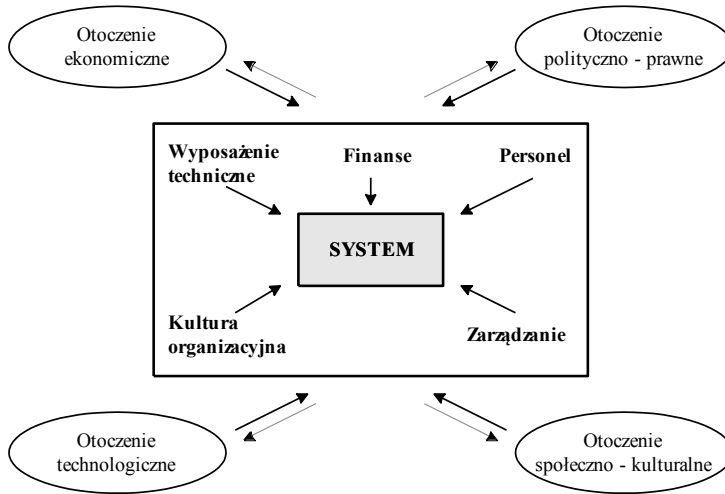 Otoczenie
ekonomiczne
Otoczenie
polityczno - prawne
Wyposażenie
techniczne
Finanse
Personel
SYSTEM
Kultura
organizacyjna
Zarządzanie
Otoczenie
technologiczne
Otoczenie
społeczno - kulturalne